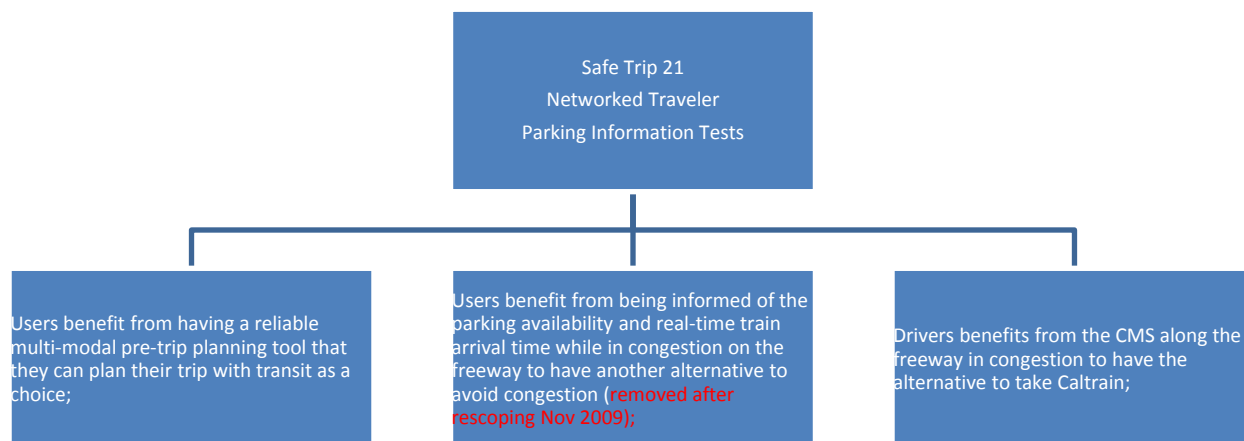 Safe Trip 21
Networked Traveler
Parking Information Tests
Users benefit from having a reliable
multi-modal pre-trip planning tool that
they can plan their trip with transit as a
choice;
Users benefit from being informed of the
parking availability and real-time train
arrival time while in congestion on the
freeway to have another alternative to
avoid congestion (removed after
rescoping Nov 2009);
Drivers benefits from the CMS along the
freeway in congestion to have the
alternative to take Caltrain;